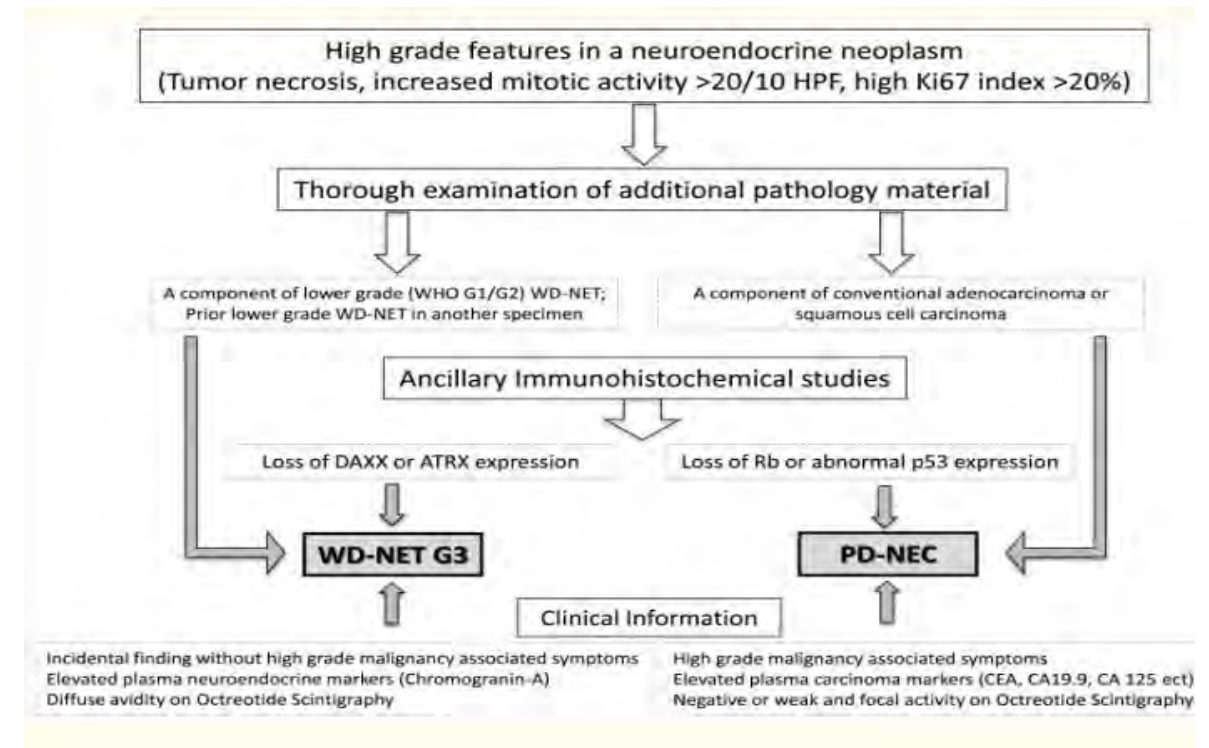 High grade features in a neuroendocrine neoplasm
(Tumor necrosis, increased mitotic activity >20/10 HPF, high Ki67 index >20%)
Thorough examination of additional pathology material
A component of lower grade (WHO G1/G2) WD-NET;
Prior lower grade WD-NET in another specimen
A component of conventional adenocarcinoma or
squamous cell carcinoma
Ancillary Immunohistochemical studies
Loss of DAXX or ATRX expression
Loss of Rb or abnormal p53 expression
WD-NET G3
PD-NEC
Clinical Information
Incidental finding without high grade malignancy associated symptoms
Elevated plasma neuroendocrine markers (Chromogranin-A)
Diffuse avidity on Octreotide Scintigraphy
High grade malignancy associated symptoms
Elevated plasma carcinoma markers (CEA, CA19.9, CA 125 ect)
Negative or weak and focal activity on Octreotide Scintigraphy